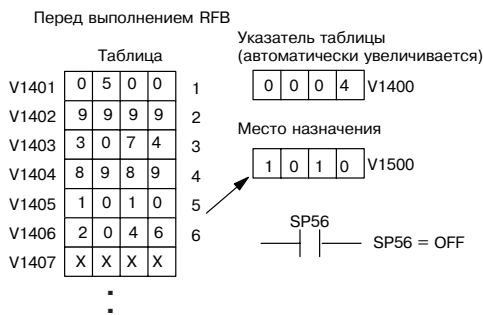 Перед выполнением RFB
Таблица
V1401 0 5 0 0 1
V1402 9 9 9 9 2
V1403 3 0 7 4 3
V1404 8 9 8 9 4
V1405 1 0 1 0 5
V1406 2 0 4 6 6
V1407 X X X X
Указатель таблицы
(автоматически увеличивается)
0 0 0 4 V1400
Место назначения
1 0 1 0 V1500
SP56
SP56 = OFF